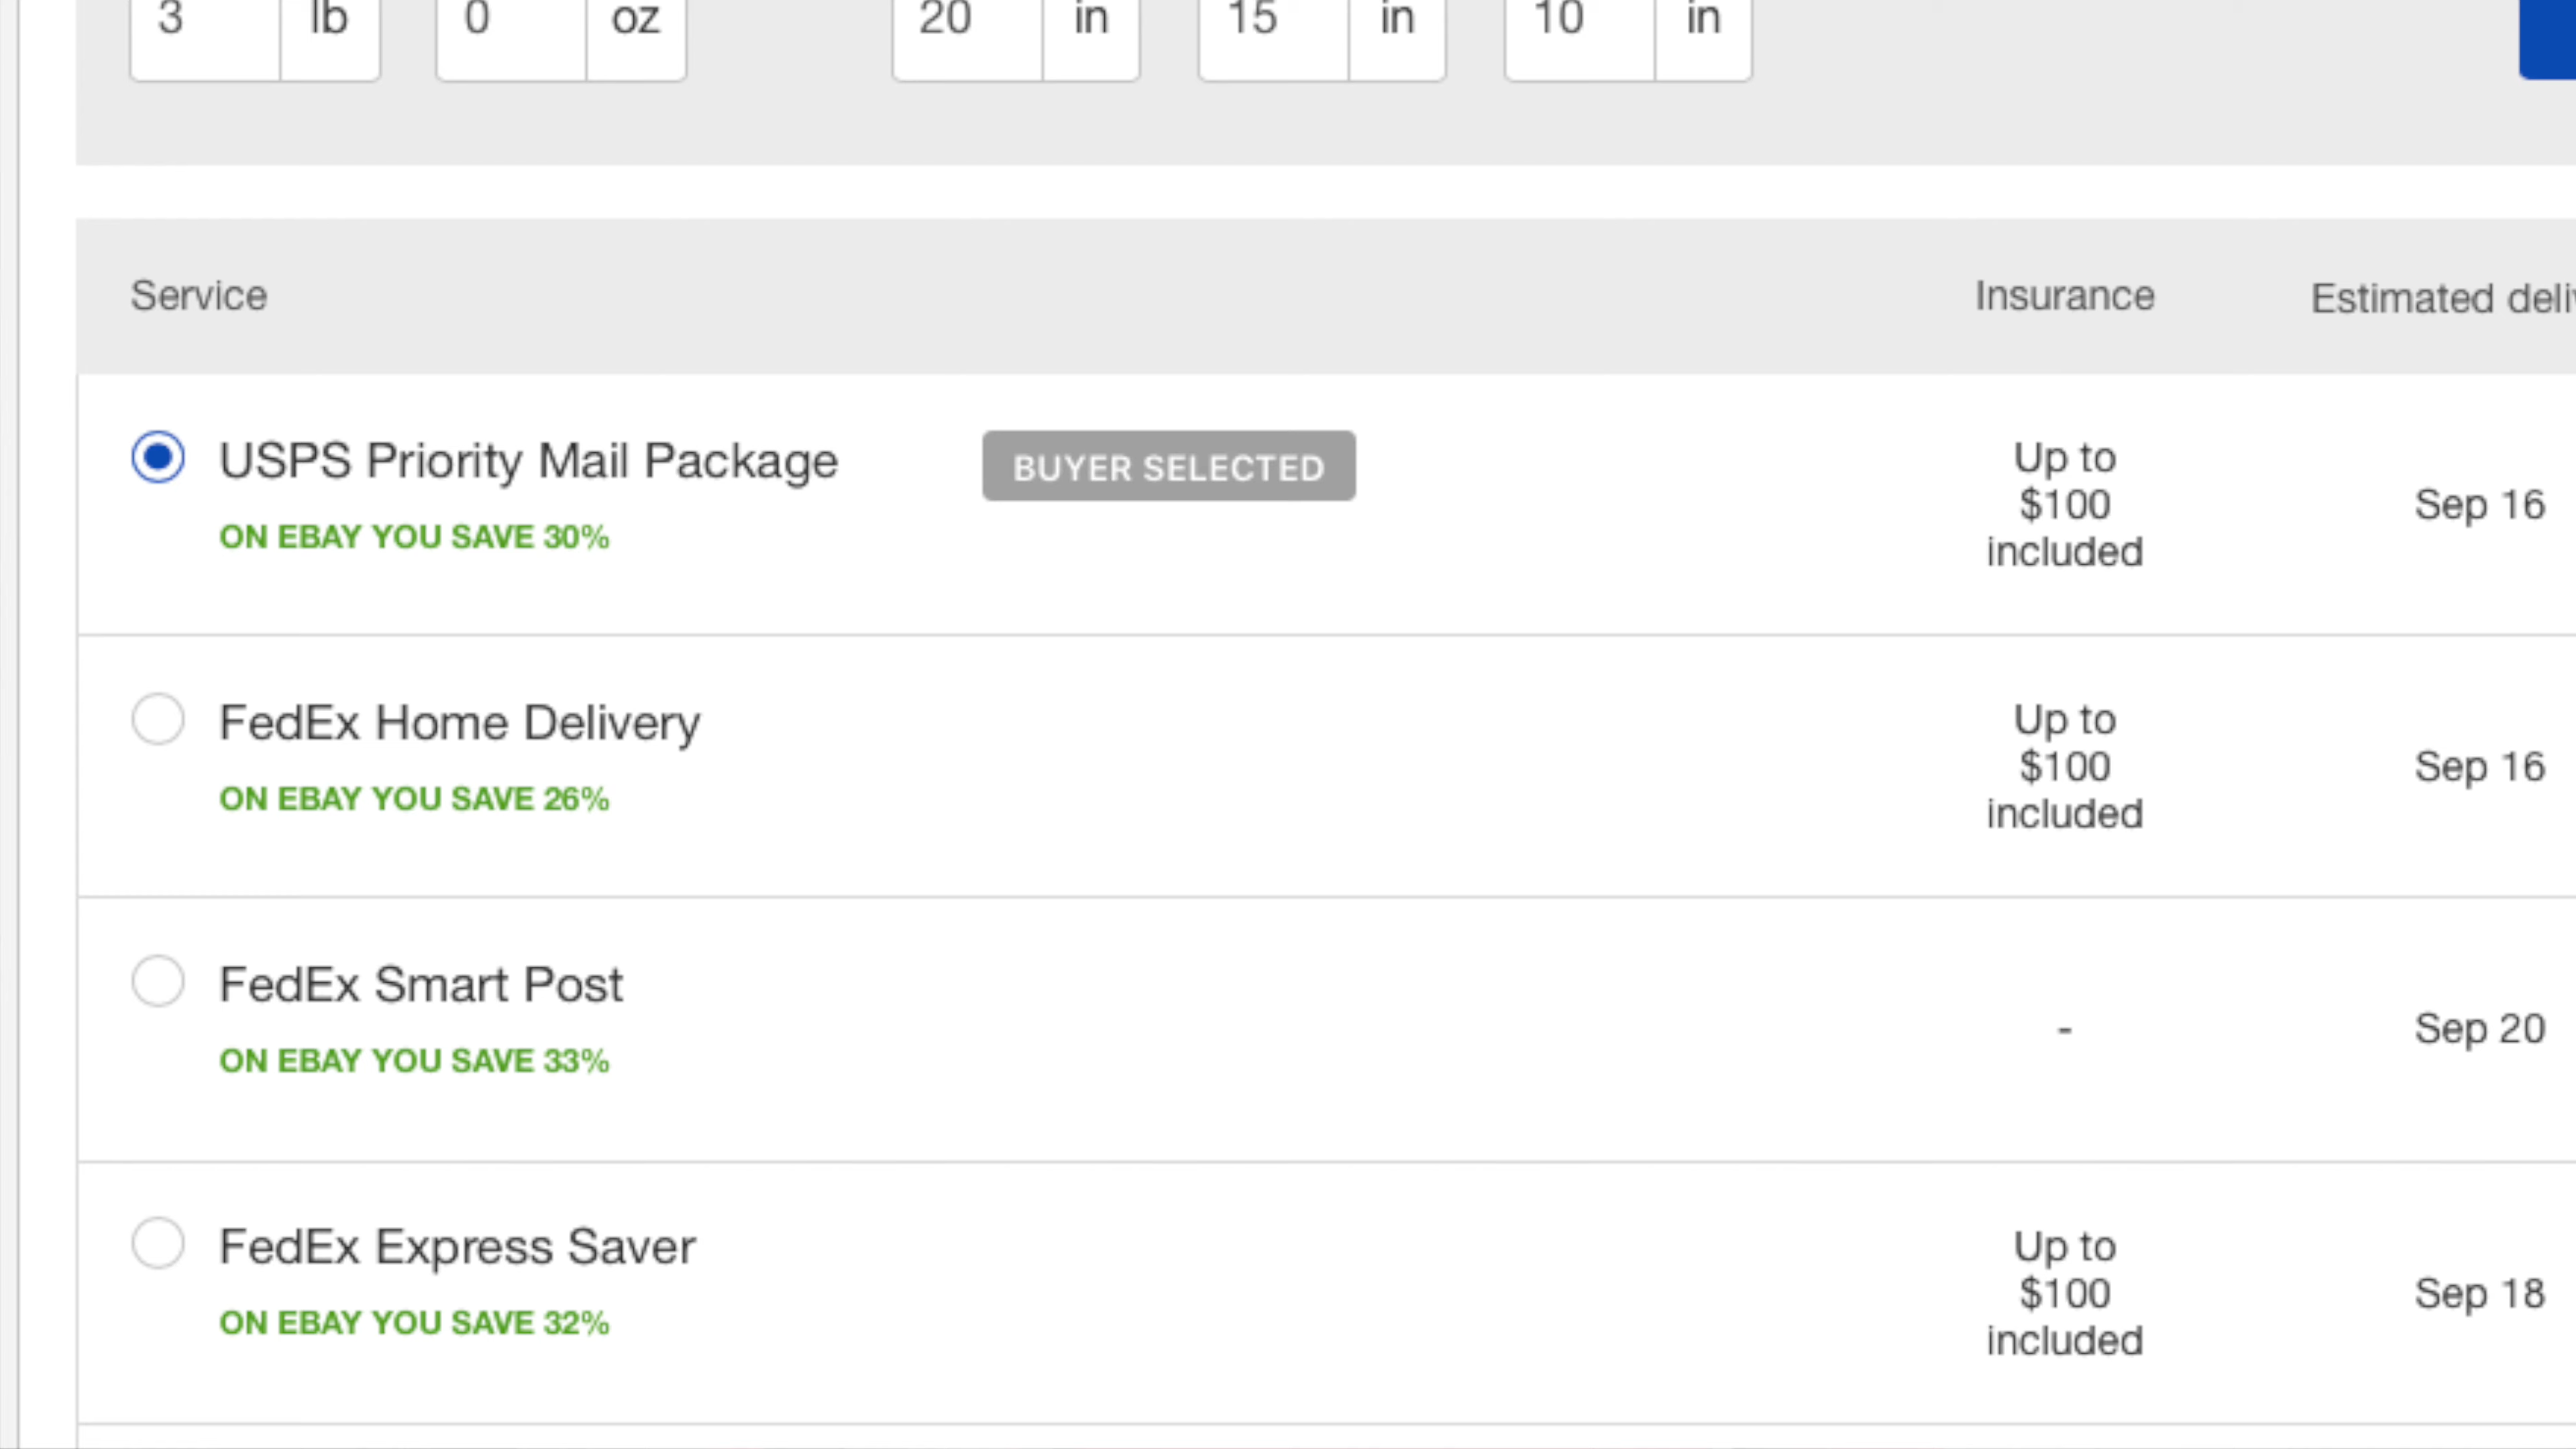 3 lb 0 oz 20 in 15 in 10 in
Service Insurance Estimated deli
USPS Priority Mail Package BUYER SELECTED
ON EBAY YOU SAVE 30%
Up to
$100
included
Sep 16
FedEx Home Delivery
ON EBAY YOU SAVE 26%
Up to
$100
included
Sep 16
FedEx Smart Post
ON EBAY YOU SAVE 33%
-
Sep 20
FedEx Express Saver
ON EBAY YOU SAVE 32%
Up to
$100
included
Sep 18